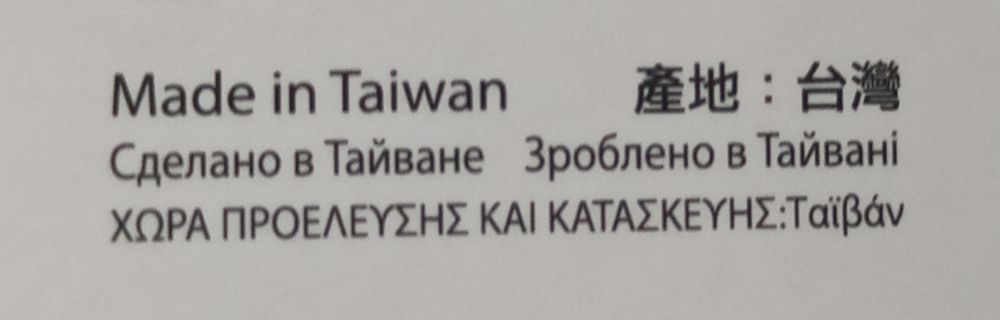 Made in Taiwan 產地：台灣
Сделано в Тайване Зроблено в Тайвані
ΧΩΡΑ ΠΡΟΕΛΕΥΣΗΣ ΚΑΙ ΚΑΤΑΣΚΕΥΗΣ:Ταϊβάν